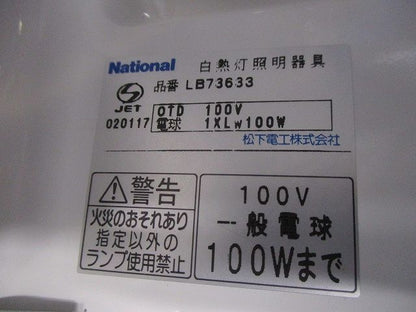 National 白熱灯照明器具
品番 LB73633
JET OTD 100V
020117 電球 1XLw100W
松下電工株式会社
警告
火災のおそれあり
指定以外の
ランプ使用禁止
100V
一般電球
100Wまで